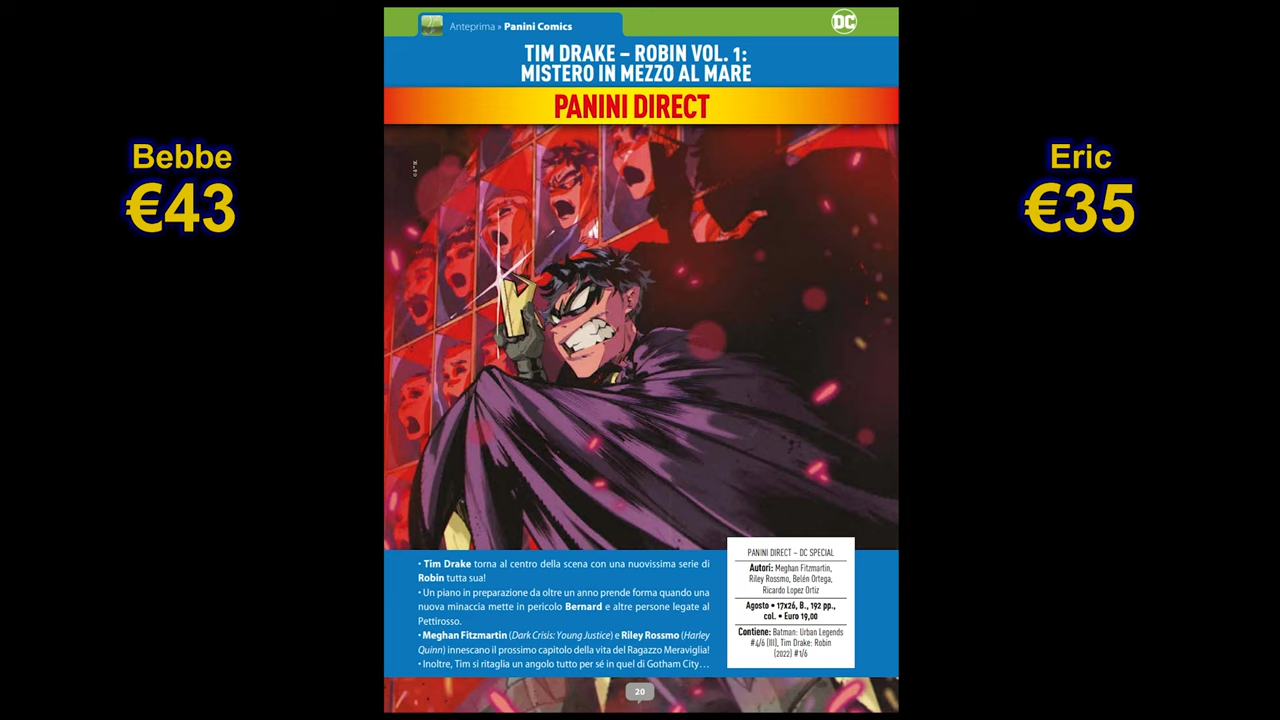 Anteprima » Panini Comics
DC
TIM DRAKE – ROBIN VOL. 1:
MISTERO IN MEZZO AL MARE
PANINI DIRECT
Bebbe
€43
Eric
€35
• Tim Drake torna al centro della scena con una nuovissima serie di
Robin tutta sua!
• Un piano in preparazione da oltre un anno prende forma quando una
nuova minaccia mette in pericolo Bernard e altre persone legate al
Pettirosso.
• Meghan Fitzmartin (Dark Crisis: Young Justice) e Riley Rossmo (Harley
Quinn) innescano il prossimo capitolo della vita del Ragazzo Meraviglia!
• Inoltre, Tim si ritaglia un angolo tutto per sé in quel di Gotham City…
PANINI DIRECT – DC SPECIAL
Autori: Meghan Fitzmartin,
Riley Rossmo, Belén Ortega,
Ricardo Lopez Ortiz
Agosto • 17x26, B., 192 pp.,
col. • Euro 19,00
Contiene: Batman: Urban Legends
#4/6 (III), Tim Drake: Robin
(2022) #1/6
20